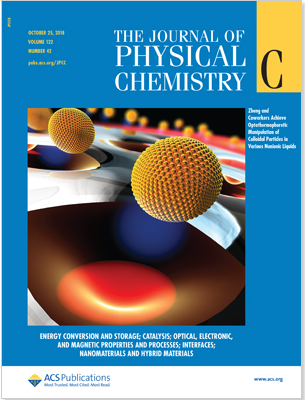 JPCC
OCTOBER 25, 2018
VOLUME 122
NUMBER 42
pubs.acs.org/JPCC
THE JOURNAL OF
PHYSICAL
CHEMISTRY
C
Zheng and
Coworkers Achieve
Optothermophoretic
Manipulation of
Colloidal Particles in
Various Nonionic Liquids
ENERGY CONVERSION AND STORAGE; CATALYSIS; OPTICAL, ELECTRONIC,
AND MAGNETIC PROPERTIES AND PROCESSES; INTERFACES;
NANOMATERIALS AND HYBRID MATERIALS
ACS Publications
Most Trusted. Most Cited. Most Read.
www.acs.org